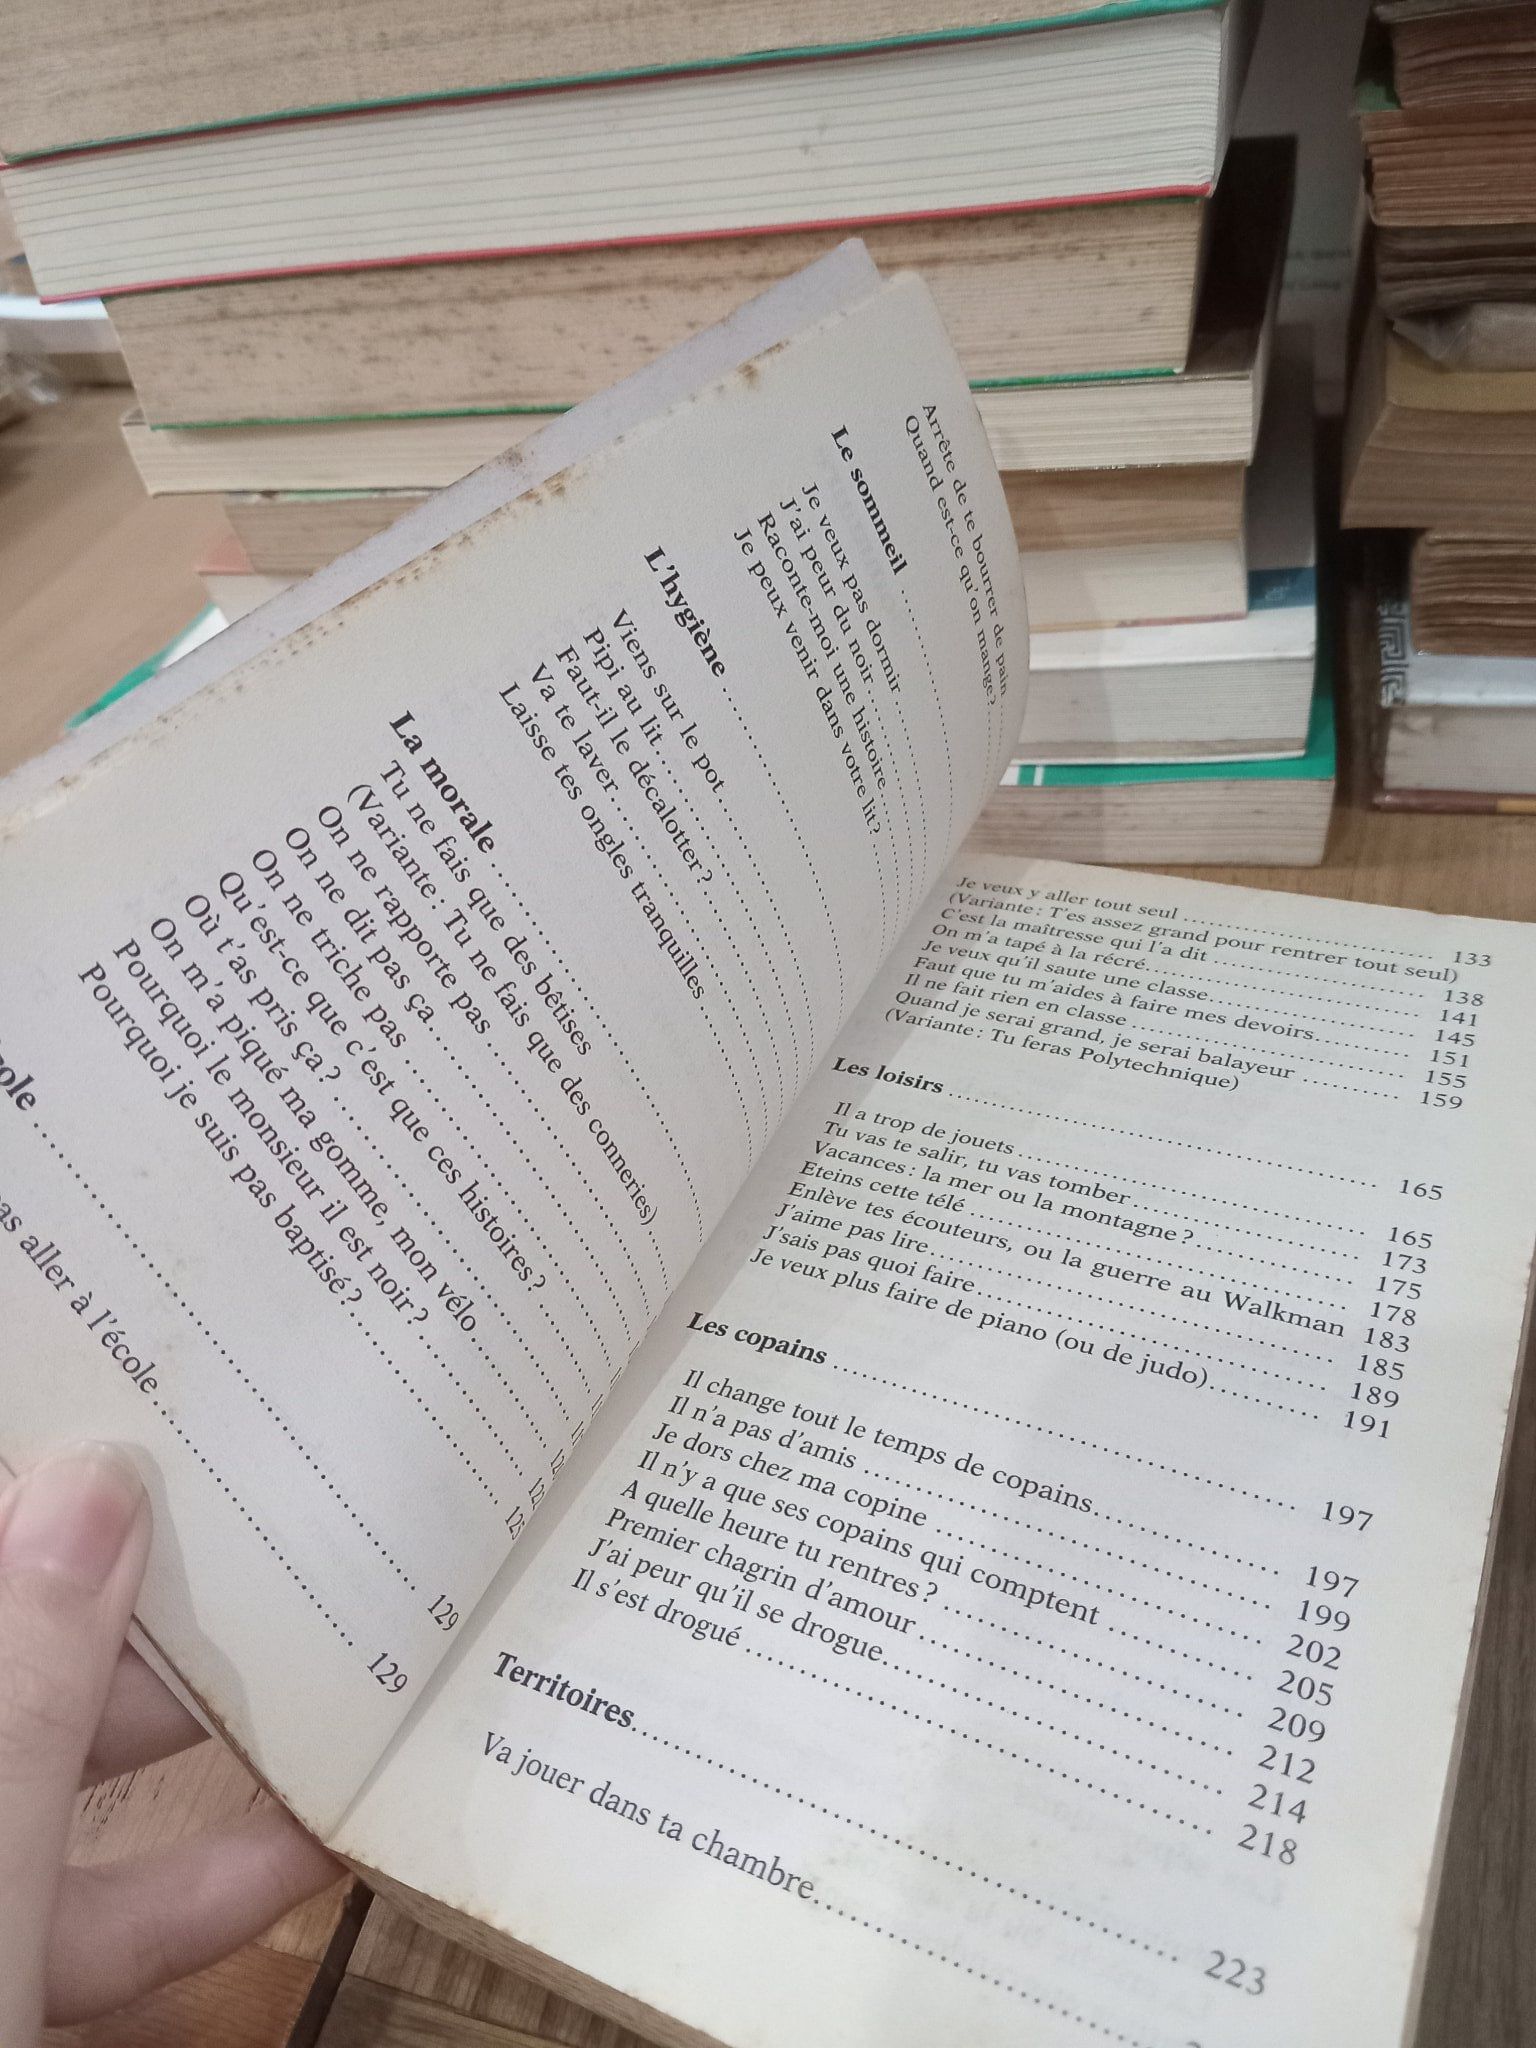 Arrête de te bourrer de pain
Quand est-ce qu'on mange?
Le sommeil
Je veux pas dormir
J'ai peur du noir
Raconte-moi une histoire
Je peux venir dans votre lit?
L'hygiène
Viens sur le pot
Pipi au lit
Faut-il le décalotter?
Va te laver
Laisse tes ongles tranquilles
La morale
Tu ne fais que des bêtises
(Variante: Tu ne fais que des conneries)
On ne rapporte pas
On ne dit pas ça
On ne triche pas
Qu'est-ce que c'est que ces histoires?
Où t'as pris ça?
On m'a piqué ma gomme, mon vélo
Pourquoi le monsieur il est noir?
Pourquoi je suis pas baptisé? 125
129
aller à l'école 129
Je veux y aller tout seul 133
(Variante: T'es assez grand pour rentrer tout seul)
C'est la maîtresse qui l'a dit 138
On m'a tapé à la récré 141
Je veux qu'il saute une classe 145
Faut que tu m'aides à faire mes devoirs 151
Il ne fait rien en classe 155
Quand je serai grand, je serai balayeur 159
(Variante: Tu feras Polytechnique)
Les loisirs 165
Il a trop de jouets 165
Tu vas te salir, tu vas tomber 173
Vacances: la mer ou la montagne? 175
Eteins cette télé 178
Enlève tes écouteurs, ou la guerre au Walkman 183
J'aime pas lire 185
J'sais pas quoi faire 189
Je veux plus faire de piano (ou de judo) 191
Les copains 197
Il change tout le temps de copains 197
Il n'a pas d'amis 199
Je dors chez ma copine 202
Il n'y a que ses copains qui comptent 205
A quelle heure tu rentres? 209
Premier chagrin d'amour 212
J'ai peur qu'il se drogue 214
Il s'est drogué 218
Territoires 223
Va jouer dans ta chambre